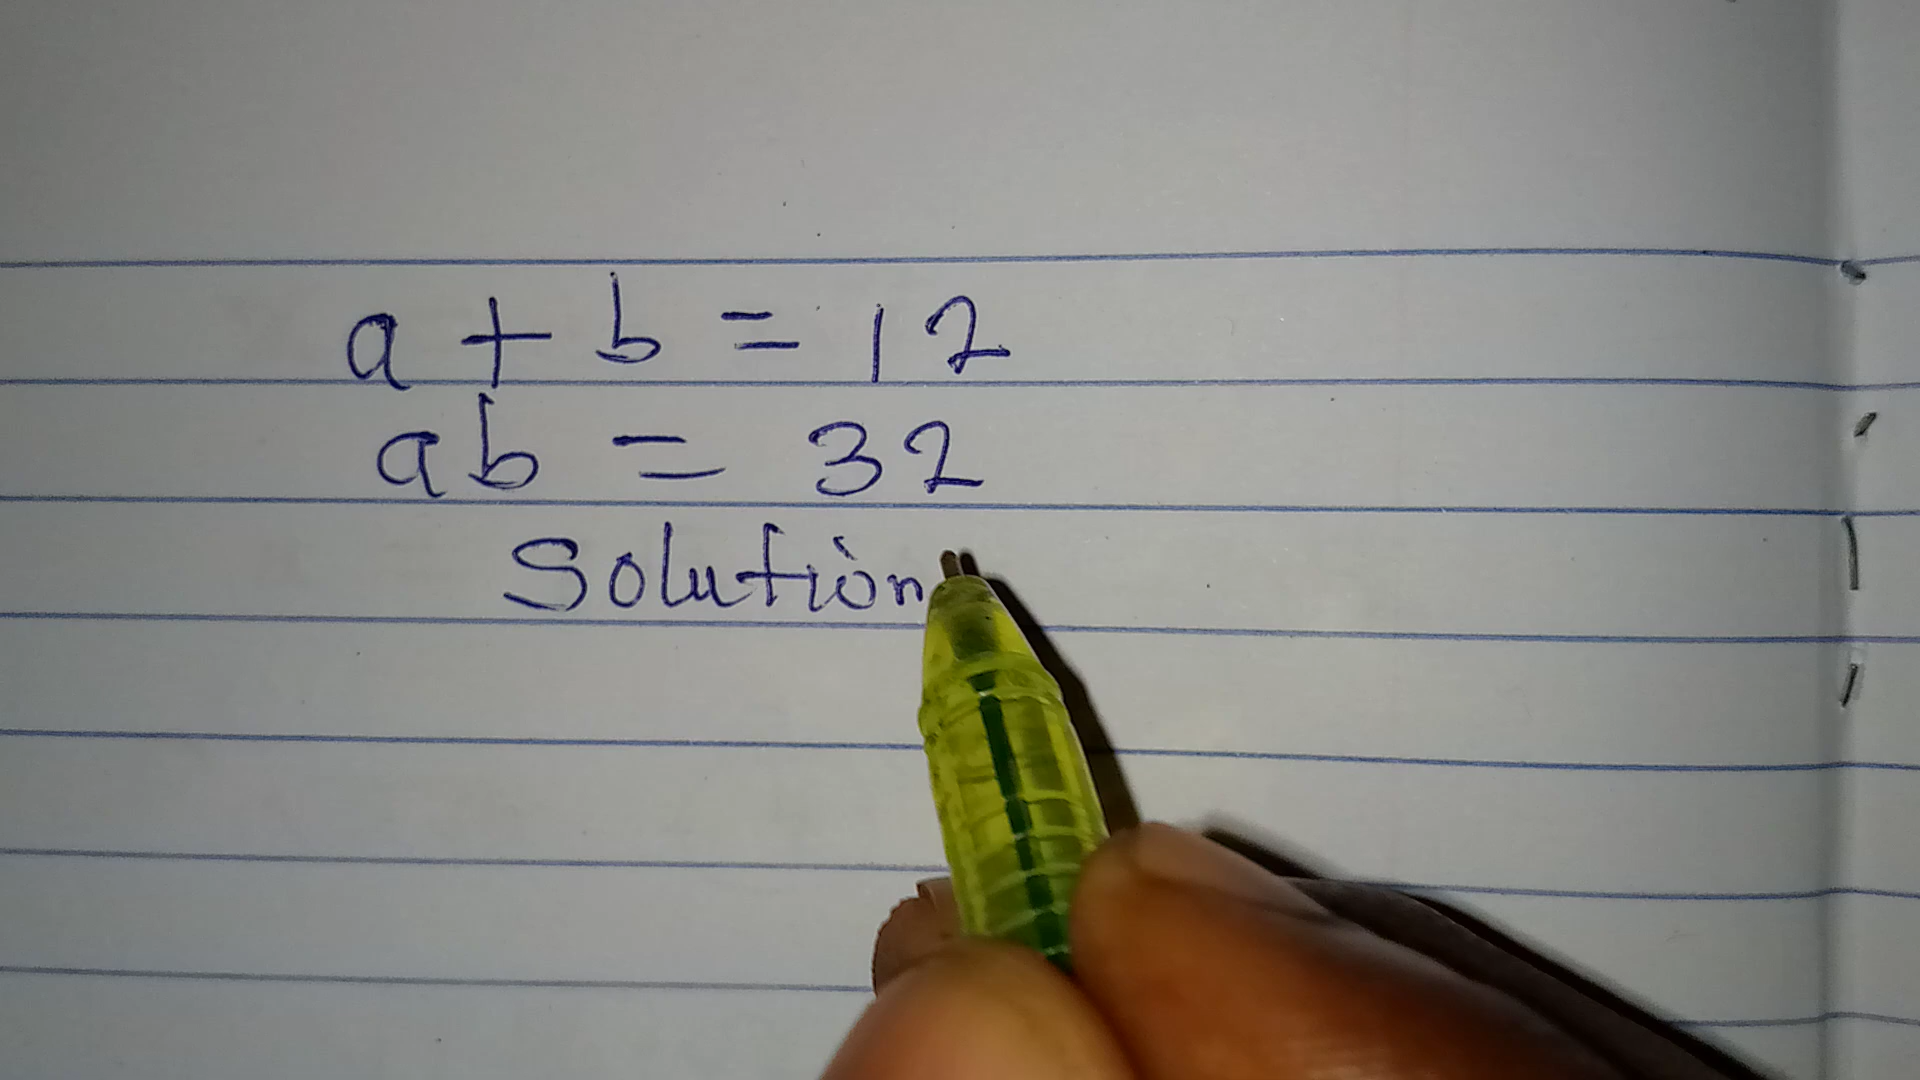 a + b = 12
ab = 32
Solution